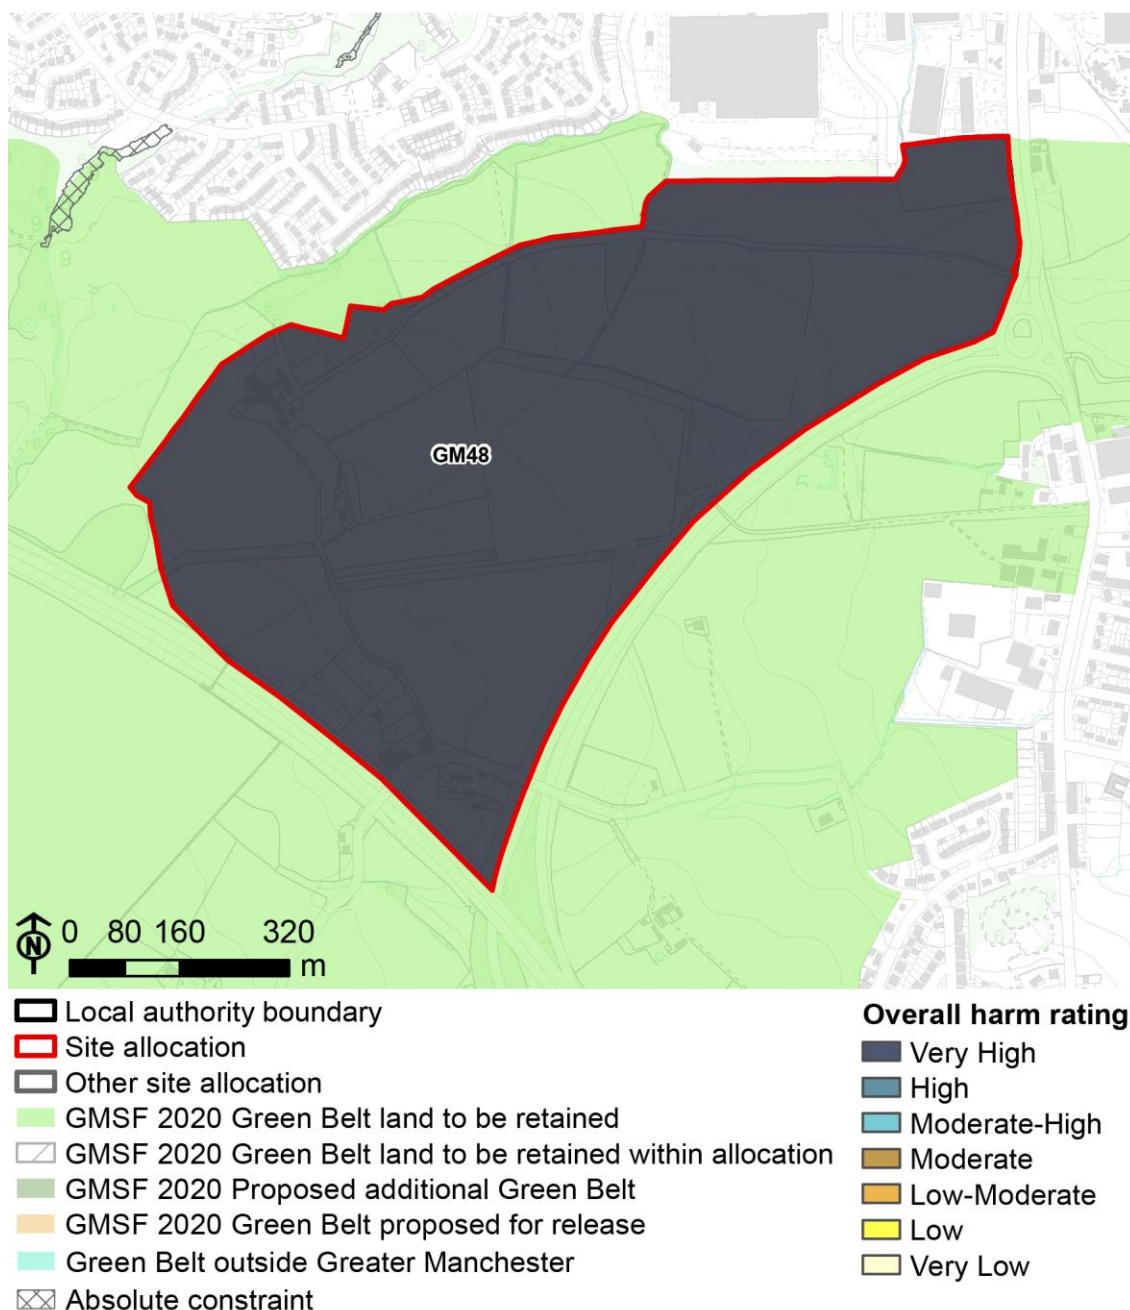 GM48
N
0 80 160 320
m
Local authority boundary
Site allocation
Other site allocation
GMSF 2020 Green Belt land to be retained
GMSF 2020 Green Belt land to be retained within allocation
GMSF 2020 Proposed additional Green Belt
GMSF 2020 Green Belt proposed for release
Green Belt outside Greater Manchester
Absolute constraint
Overall harm rating
Very High
High
Moderate-High
Moderate
Low-Moderate
Low
Very Low